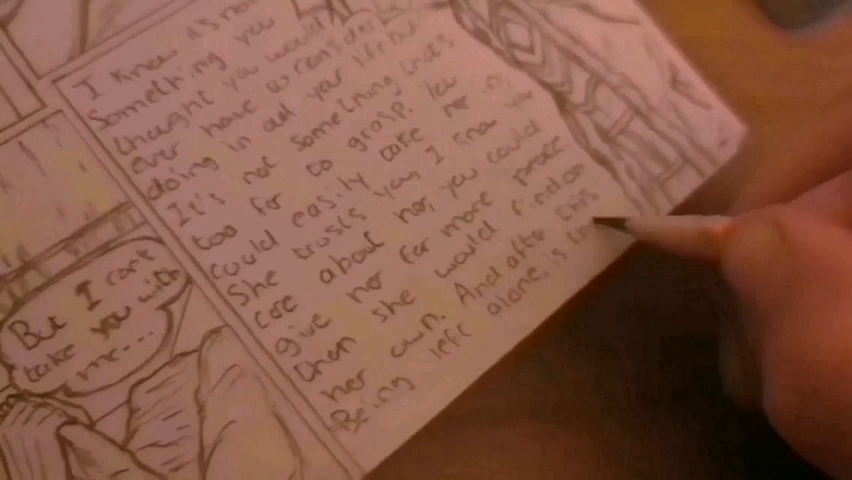 I know it's not
something you
thought you would
ever have to consider
doing in all your life but
It's not something that's
too far to grasp. You
could easily take her in,
She trusts you, I know you
care about her, you could
give her far more
than she would find on
her own. And after this
Being left alone, is
But I cant
take you with
me....